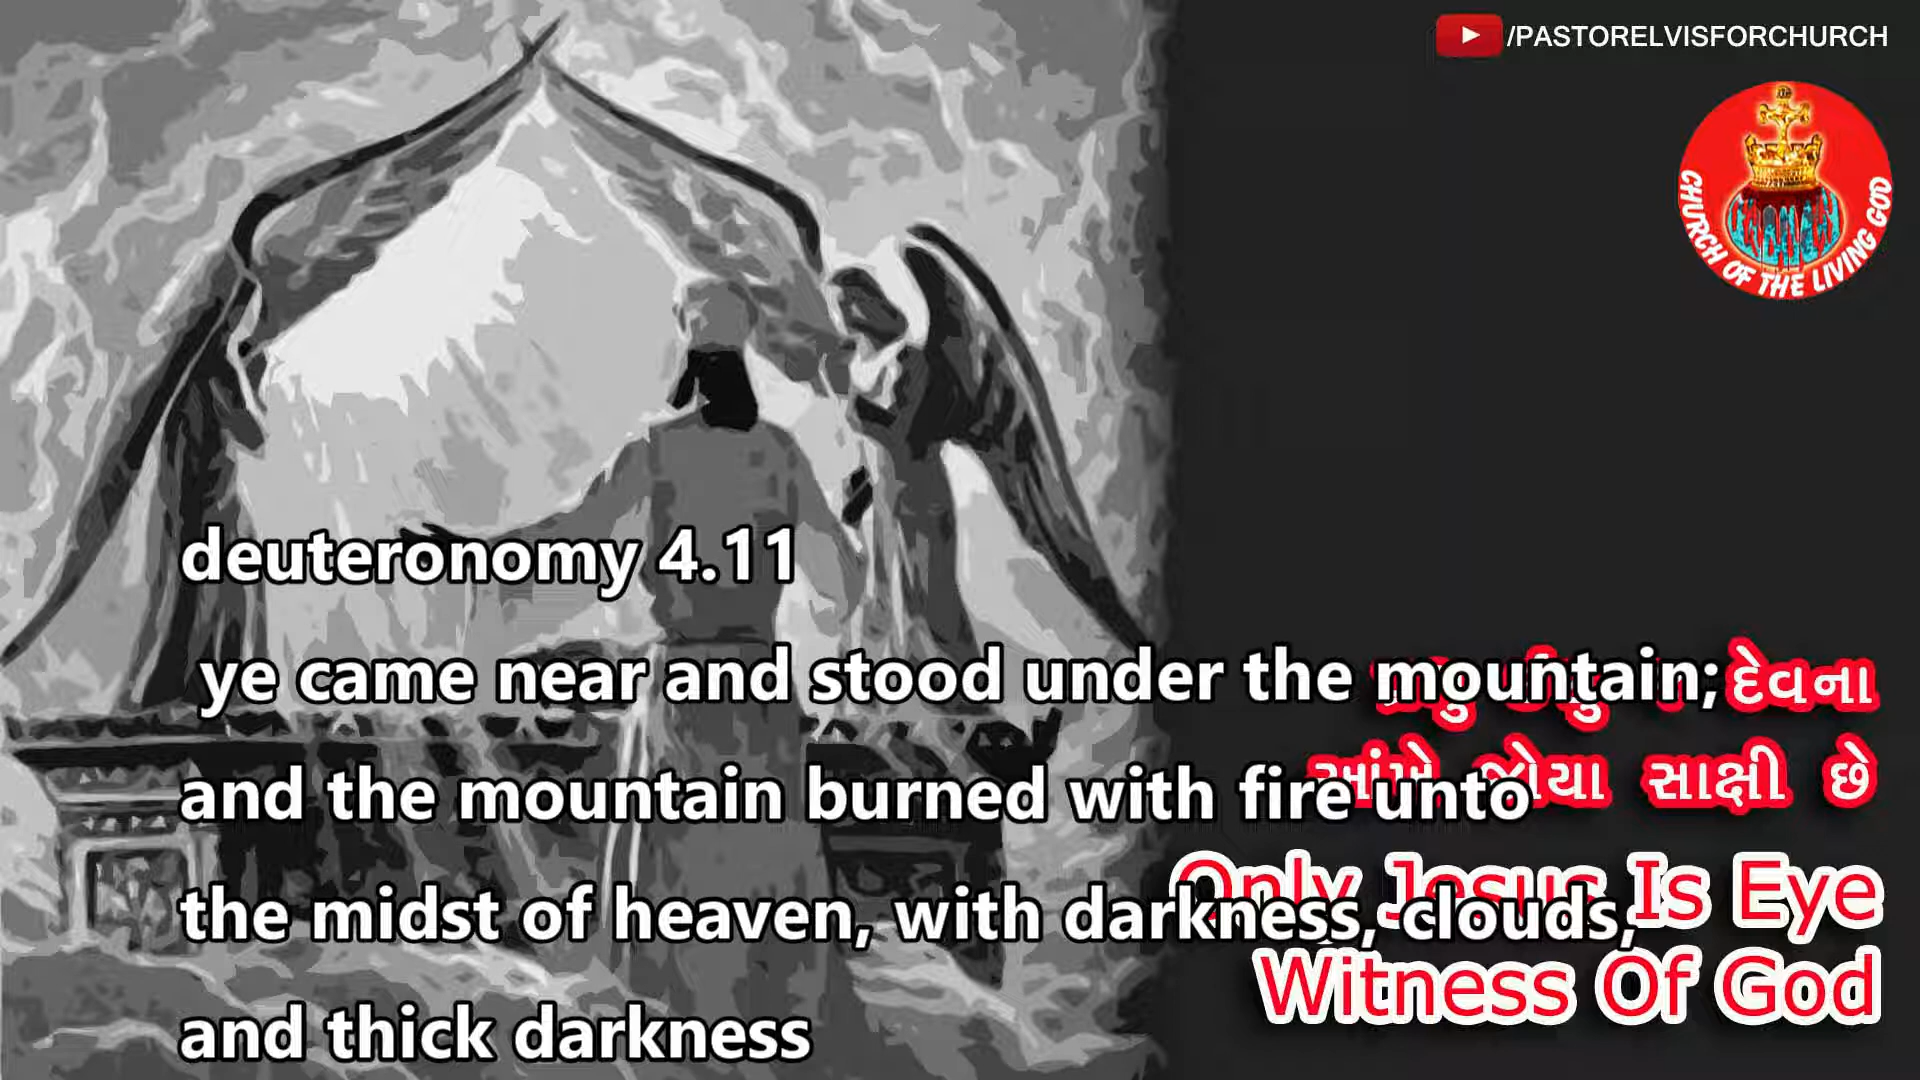 /PASTORELVISFORCHURCH
CHURCH OF THE LIVING GOD
deuteronomy 4.11
ye came near and stood under the mountain;
and the mountain burned with fire unto
the midst of heaven, with darkness, clouds,
and thick darkness
દેવના
આંખે જોયા સાક્ષી છે
Only Jesus Is Eye
Witness Of God